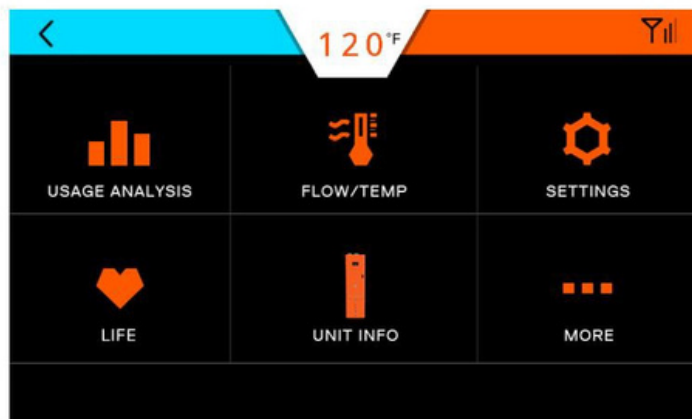 120°F
USAGE ANALYSIS
FLOW/TEMP
SETTINGS
LIFE
UNIT INFO
MORE